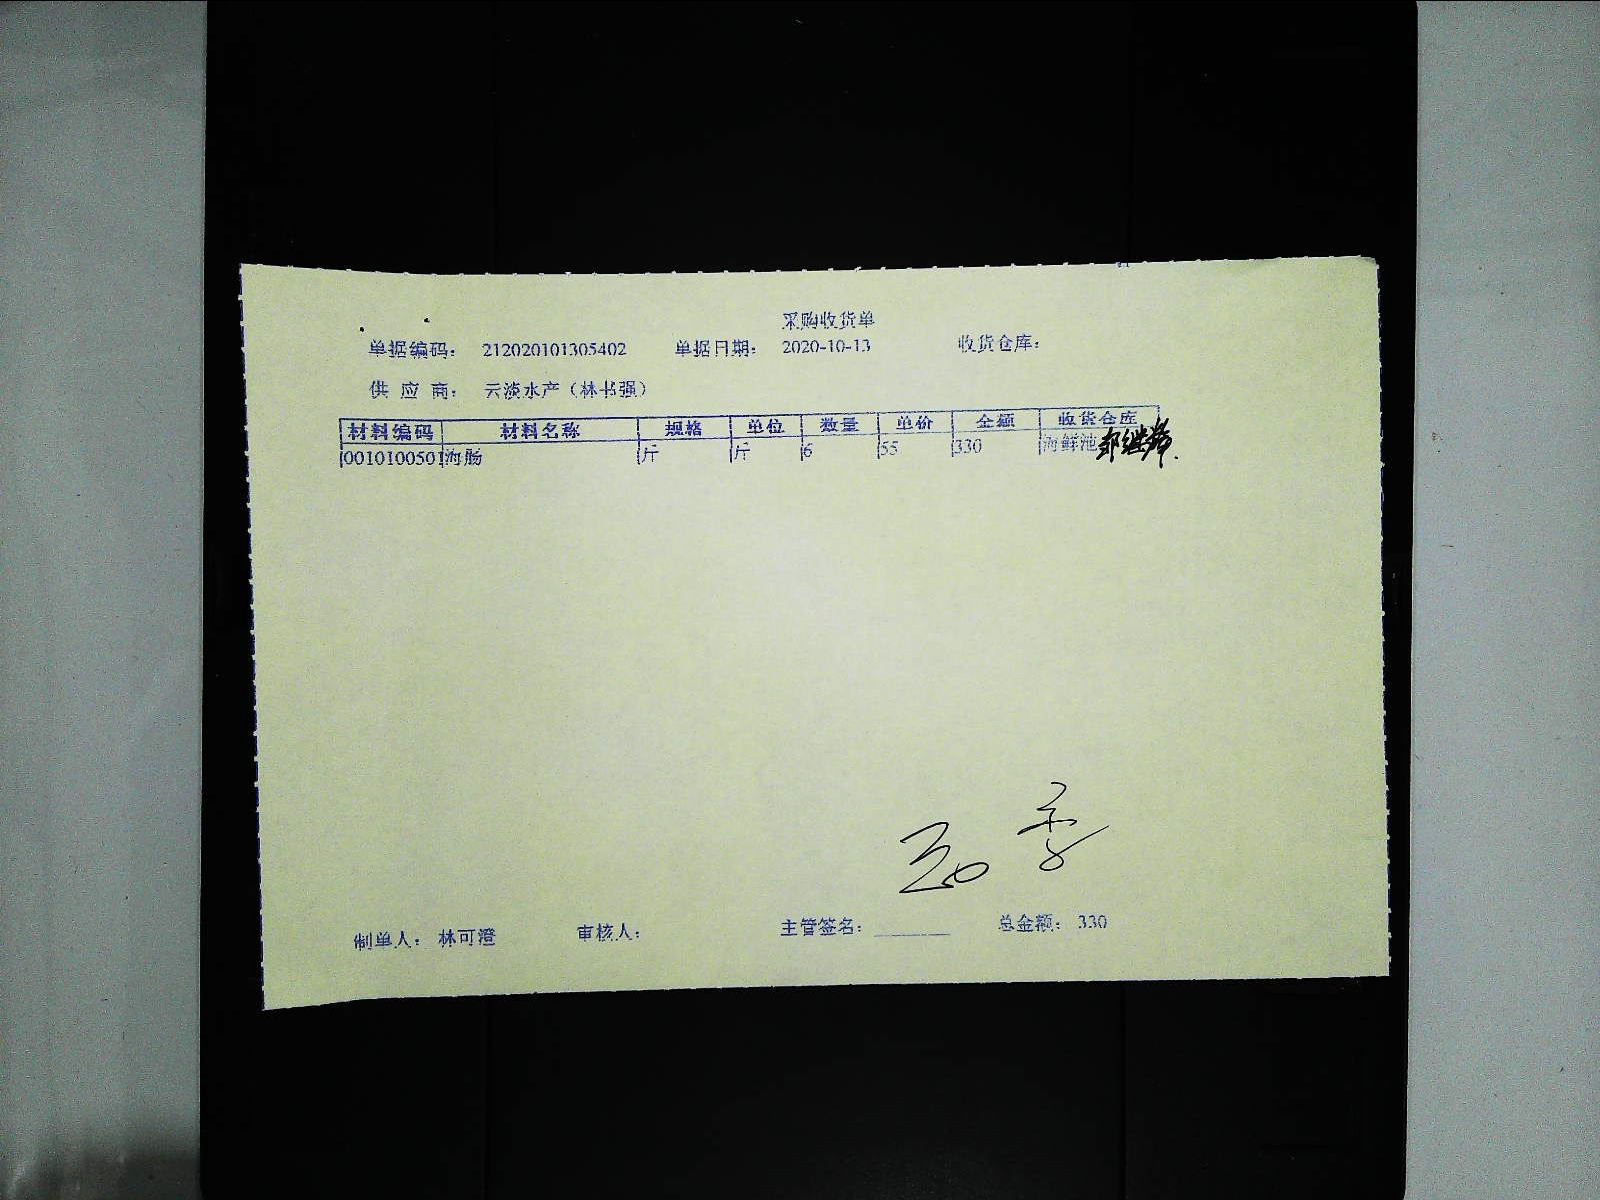 采购收货单
单据编码： 212020101305402 单据日期： 2020-10-13 收货仓库：
供 应 商： 云淡水产（林书强）
材料编码 材料名称 规格 单位 数量 单价 金额 收货仓库
0010100501 海肠 斤 斤 6 55 330 海鲜池
制单人： 林可澄 审核人： 主管签名： 总金额： 330